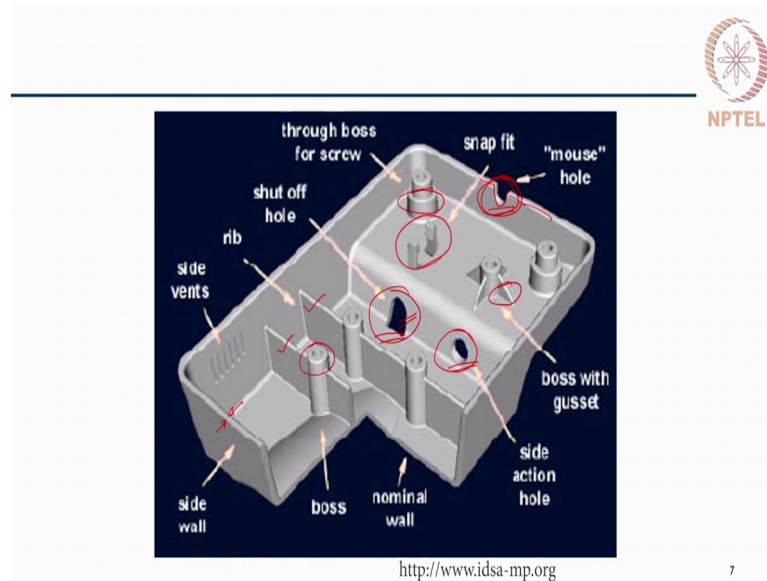 NPTEL
through boss
for screw
snap fit
"mouse"
hole
shut off
hole
rib
side
vents
boss with
gusset
side
action
hole
side
wall
boss
nominal
wall
http://www.idsa-mp.org
7